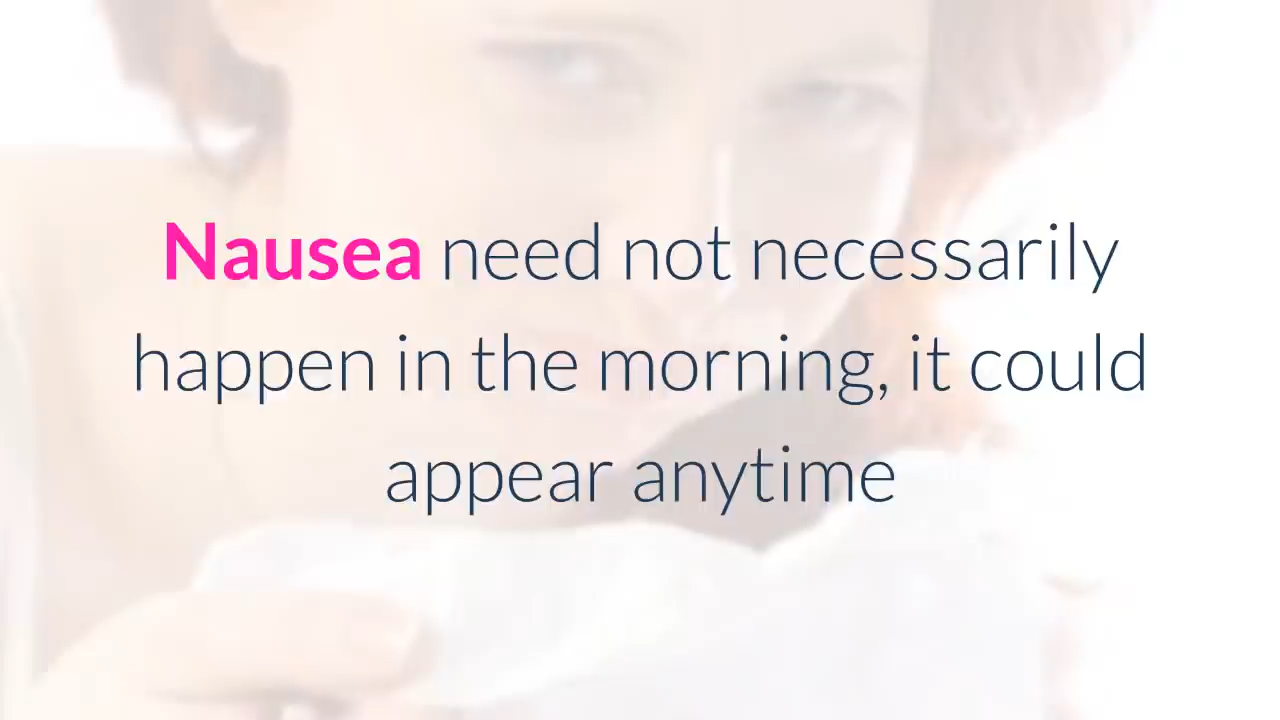 Nausea need not necessarily
happen in the morning, it could
appear anytime